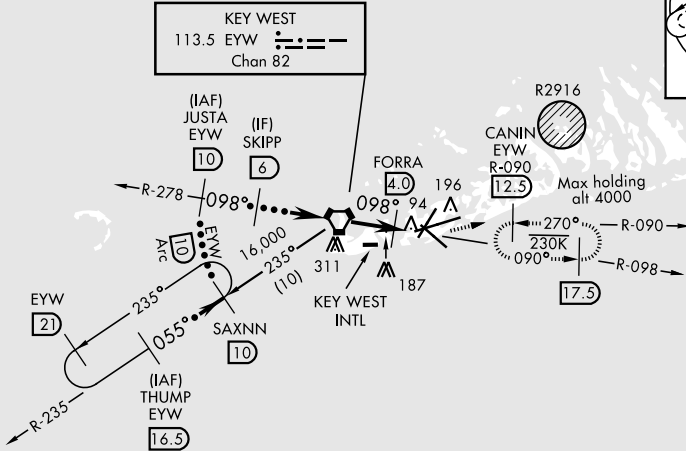 KEY WEST
113.5 EYW
Chan 82
R2916
(IAF)
JUSTA
EYW
10
(IF)
SKIPP
6
CANIN
EYW
R-090
12.5
FORRA
4.0
Max holding
alt 4000
R-278
098°
098°
94
196
270°
R-090
230K
090°
R-098
17.5
EYW
10
Arc
16,000
235°
(10)
311
187
KEY WEST
INTL
EYW
21
235°
055°
SAXNN
10
R-235
(IAF)
THUMP
EYW
16.5